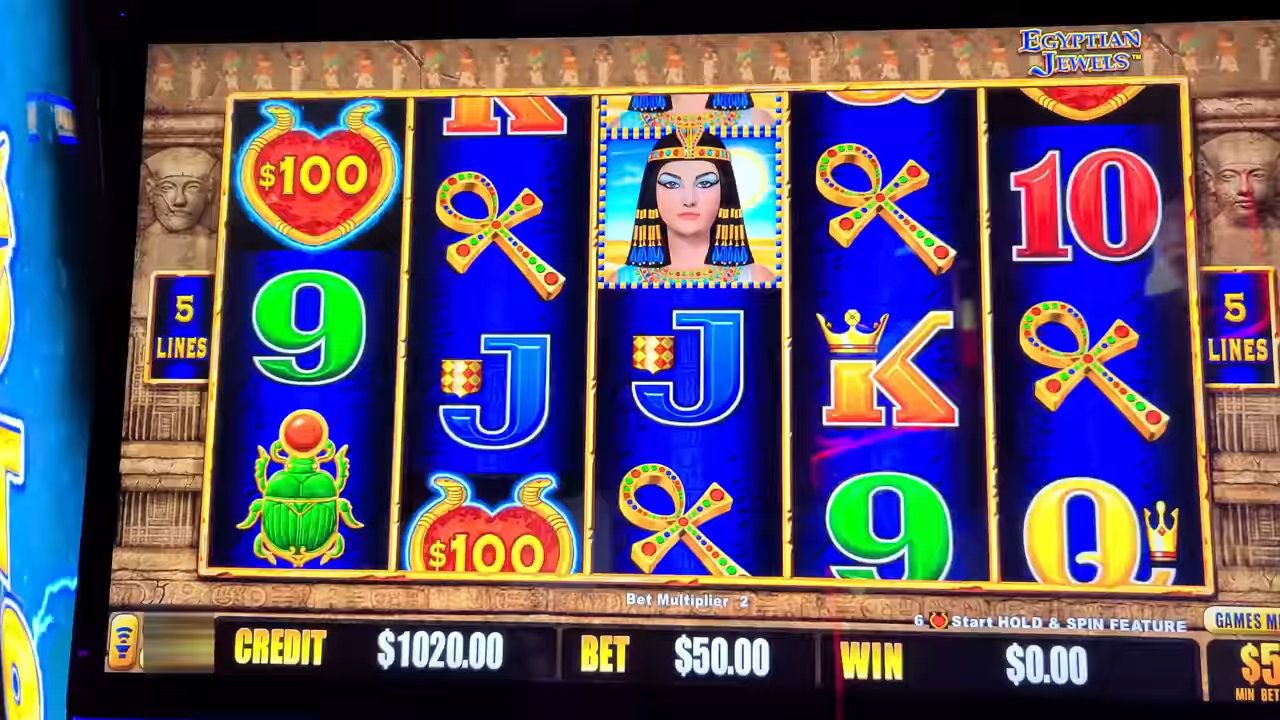 EGYPTIAN
JEWELS™
$100
K
10
5
LINES
9
J
J
K
5
LINES
$100
9
Q
Bet Multiplier 2
6 Start HOLD & SPIN FEATURE
GAMES
CREDIT $1020.00 BET $50.00 WIN $0.00
MIN BET